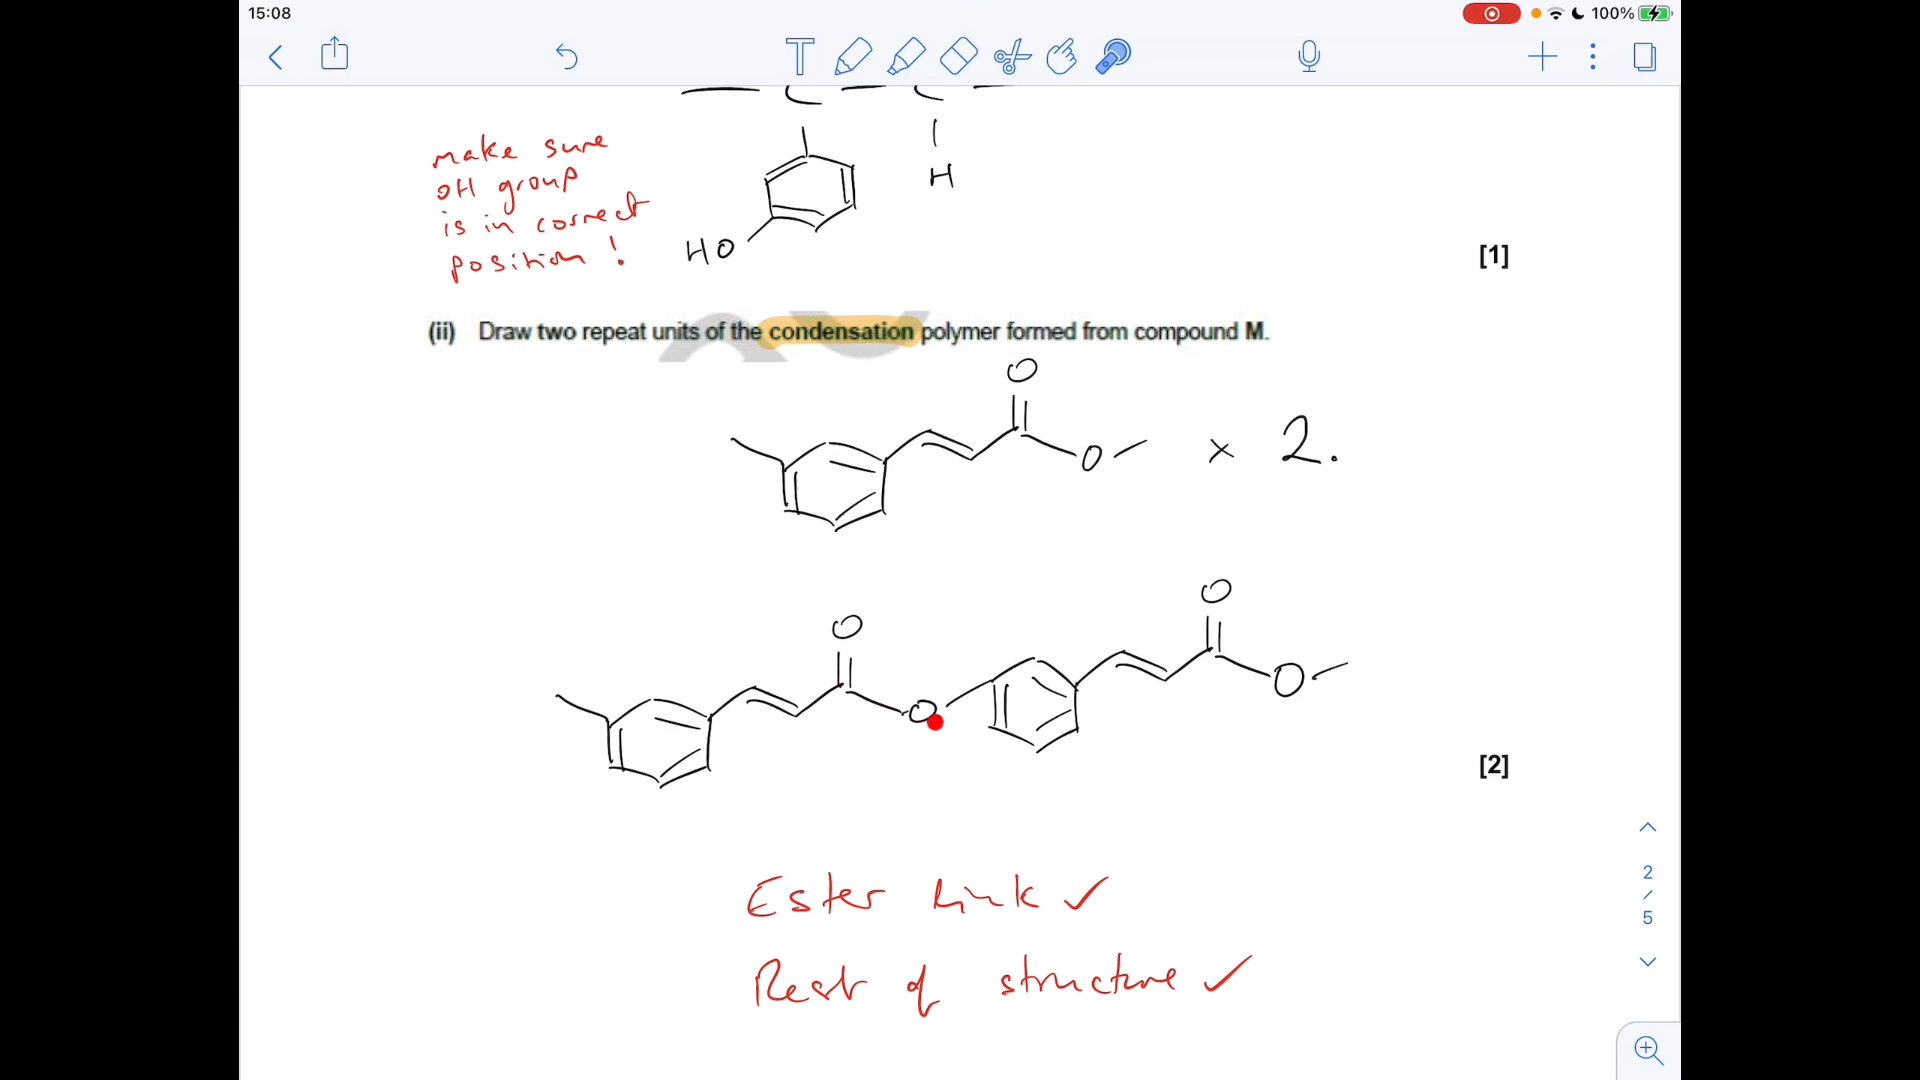 15:08
100%
T
C C
H
make sure
OH group
is in correct
position !
HO
[1]
(ii) Draw two repeat units of the condensation polymer formed from compound M.
O
O
× 2.
O
O
O
O
[2]
2
/
5
Ester link ✓
Rest of structure ✓